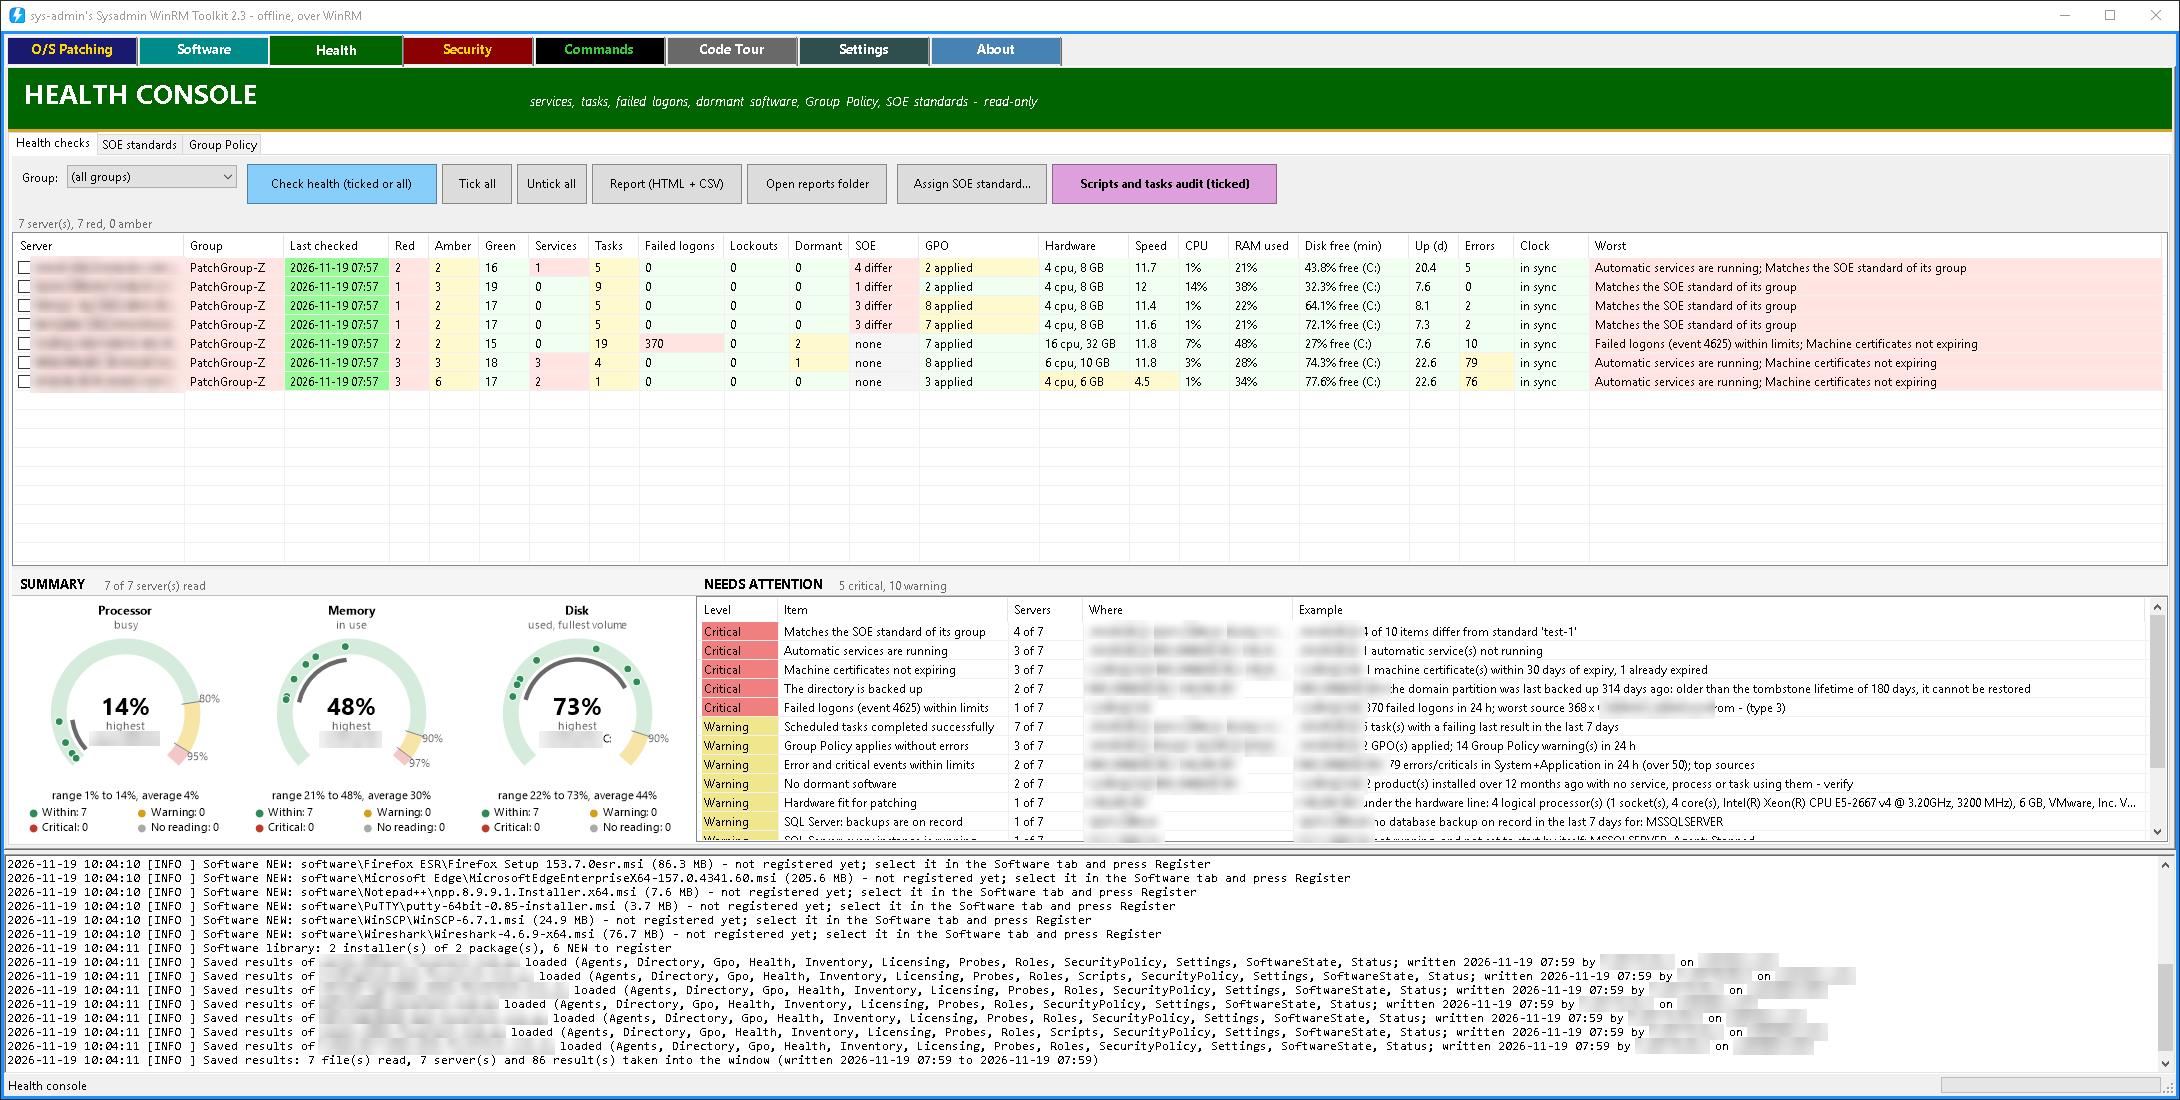 sys-admin's Sysadmin WinRM Toolkit 2.3 - offline, over WinRM
O/S Patching Software Health Security Commands Code Tour Settings About
HEALTH CONSOLE services, tasks, failed logons, dormant software, Group Policy, SOE standards - read-only
Health checks SOE standards Group Policy
Group: (all groups) Check health (ticked or all) Tick all Untick all Report (HTML + CSV) Open reports folder Assign SOE standard... Scripts and tasks audit (ticked)
7 server(s), 7 red, 0 amber
Server Group Last checked Red Amber Green Services Tasks Failed logons Lockouts Dormant SOE GPO Hardware Speed CPU RAM used Disk free (min) Up (d) Errors Clock Worst
PatchGroup-Z 2026-11-19 07:57 2 2 16 1 5 0 0 0 4 differ 2 applied 4 cpu, 8 GB 11.7 1% 21% 43.8% free (C:) 20.4 5 in sync Automatic services are running; Matches the SOE standard of its group
PatchGroup-Z 2026-11-19 07:57 1 3 19 0 9 0 0 0 1 differ 2 applied 4 cpu, 8 GB 12 14% 38% 32.3% free (C:) 7.6 0 in sync Matches the SOE standard of its group
PatchGroup-Z 2026-11-19 07:57 1 2 17 0 5 0 0 0 3 differ 8 applied 4 cpu, 8 GB 11.4 1% 22% 64.1% free (C:) 8.1 2 in sync Matches the SOE standard of its group
PatchGroup-Z 2026-11-19 07:57 1 2 17 0 5 0 0 0 3 differ 7 applied 4 cpu, 8 GB 11.6 1% 21% 72.1% free (C:) 7.3 2 in sync Matches the SOE standard of its group
PatchGroup-Z 2026-11-19 07:57 2 2 15 0 19 370 0 2 none 7 applied 16 cpu, 32 GB 11.8 7% 48% 27% free (C:) 7.6 10 in sync Failed logons (event 4625) within limits; Machine certificates not expiring
PatchGroup-Z 2026-11-19 07:57 3 3 18 3 4 0 0 1 none 8 applied 6 cpu, 10 GB 11.8 3% 28% 74.3% free (C:) 22.6 79 in sync Automatic services are running; Machine certificates not expiring
PatchGroup-Z 2026-11-19 07:57 3 6 17 2 1 0 0 0 none 3 applied 4 cpu, 6 GB 4.5 1% 34% 77.6% free (C:) 22.6 76 in sync Automatic services are running; Machine certificates not expiring
SUMMARY 7 of 7 server(s) read
Processor Memory Disk
busy in use used, fullest volume
80% 90% 90%
14% 48% 73%
highest highest highest
C:
95% 97%
range 1% to 14%, average 4% range 21% to 48%, average 30% range 22% to 73%, average 44%
Within: 7 Warning: 0 Within: 7 Warning: 0 Within: 7 Warning: 0
Critical: 0 No reading: 0 Critical: 0 No reading: 0 Critical: 0 No reading: 0
NEEDS ATTENTION 5 critical, 10 warning
Level Item Servers Where Example
Critical Matches the SOE standard of its group 4 of 7 4 of 10 items differ from standard 'test-1'
Critical Automatic services are running 3 of 7 1 automatic service(s) not running
Critical Machine certificates not expiring 3 of 7 1 machine certificate(s) within 30 days of expiry, 1 already expired
Critical The directory is backed up 2 of 7 the domain partition was last backed up 314 days ago: older than the tombstone lifetime of 180 days, it cannot be restored
Critical Failed logons (event 4625) within limits 1 of 7 370 failed logons in 24 h; worst source 368 x from - (type 3)
Warning Scheduled tasks completed successfully 7 of 7 5 task(s) with a failing last result in the last 7 days
Warning Group Policy applies without errors 3 of 7 2 GPO(s) applied; 14 Group Policy warning(s) in 24 h
Warning Error and critical events within limits 2 of 7 79 errors/criticals in System+Application in 24 h (over 50); top sources
Warning No dormant software 2 of 7 2 product(s) installed over 12 months ago with no service, process or task using them - verify
Warning Hardware fit for patching 1 of 7 under the hardware line: 4 logical processor(s) (1 socket(s), 4 core(s), Intel(R) Xeon(R) CPU E5-2667 v4 @ 3.20GHz, 3200 MHz), 6 GB, VMware, Inc. V...
Warning SQL Server: backups are on record 1 of 7 no database backup on record in the last 7 days for: MSSQLSERVER
2026-11-19 10:04:10 [INFO ] Software NEW: software\Firefox ESR\Firefox Setup 153.7.0esr.msi (86.3 MB) - not registered yet; select it in the Software tab and press Register
2026-11-19 10:04:10 [INFO ] Software NEW: software\Microsoft Edge\MicrosoftEdgeEnterpriseX64-157.0.4341.60.msi (205.6 MB) - not registered yet; select it in the Software tab and press Register
2026-11-19 10:04:10 [INFO ] Software NEW: software\Notepad++\npp.8.9.9.1.Installer.x64.msi (7.6 MB) - not registered yet; select it in the Software tab and press Register
2026-11-19 10:04:10 [INFO ] Software NEW: software\PuTTY\putty-64bit-0.85-installer.msi (3.7 MB) - not registered yet; select it in the Software tab and press Register
2026-11-19 10:04:10 [INFO ] Software NEW: software\WinSCP\WinSCP-6.7.1.msi (24.9 MB) - not registered yet; select it in the Software tab and press Register
2026-11-19 10:04:10 [INFO ] Software NEW: software\Wireshark\Wireshark-4.6.9-x64.msi (76.7 MB) - not registered yet; select it in the Software tab and press Register
2026-11-19 10:04:11 [INFO ] Software library: 2 installer(s) of 2 package(s), 6 NEW to register
2026-11-19 10:04:11 [INFO ] Saved results of loaded (Agents, Directory, Gpo, Health, Inventory, Licensing, Probes, Roles, SecurityPolicy, Settings, SoftwareState, Status; written 2026-11-19 07:59 by on
2026-11-19 10:04:11 [INFO ] Saved results of loaded (Agents, Directory, Gpo, Health, Inventory, Licensing, Probes, Roles, Scripts, SecurityPolicy, Settings, SoftwareState, Status; written 2026-11-19 07:59 by on
2026-11-19 10:04:11 [INFO ] Saved results of loaded (Agents, Directory, Gpo, Health, Inventory, Licensing, Probes, Roles, SecurityPolicy, Settings, SoftwareState, Status; written 2026-11-19 07:59 by on
2026-11-19 10:04:11 [INFO ] Saved results of loaded (Agents, Directory, Gpo, Health, Inventory, Licensing, Probes, Roles, SecurityPolicy, Settings, SoftwareState, Status; written 2026-11-19 07:59 by on
2026-11-19 10:04:11 [INFO ] Saved results of loaded (Agents, Directory, Gpo, Health, Inventory, Licensing, Probes, Roles, SecurityPolicy, Settings, SoftwareState, Status; written 2026-11-19 07:59 by on
2026-11-19 10:04:11 [INFO ] Saved results of loaded (Agents, Directory, Gpo, Health, Inventory, Licensing, Probes, Roles, Scripts, SecurityPolicy, Settings, SoftwareState, Status; written 2026-11-19 07:59 by on
2026-11-19 10:04:11 [INFO ] Saved results of loaded (Agents, Directory, Gpo, Health, Inventory, Licensing, Probes, Roles, SecurityPolicy, Settings, SoftwareState, Status; written 2026-11-19 07:59 by on
2026-11-19 10:04:11 [INFO ] Saved results: 7 file(s) read, 7 server(s) and 86 result(s) taken into the window (written 2026-11-19 07:59 to 2026-11-19 07:59)
Health console